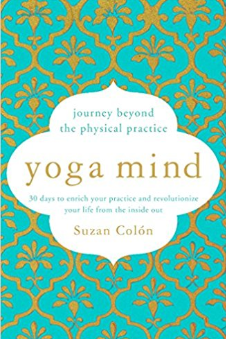 journey beyond
the physical practice
yoga mind
30 days to enrich your practice and revolutionize
your life from the inside out
Suzan Colón